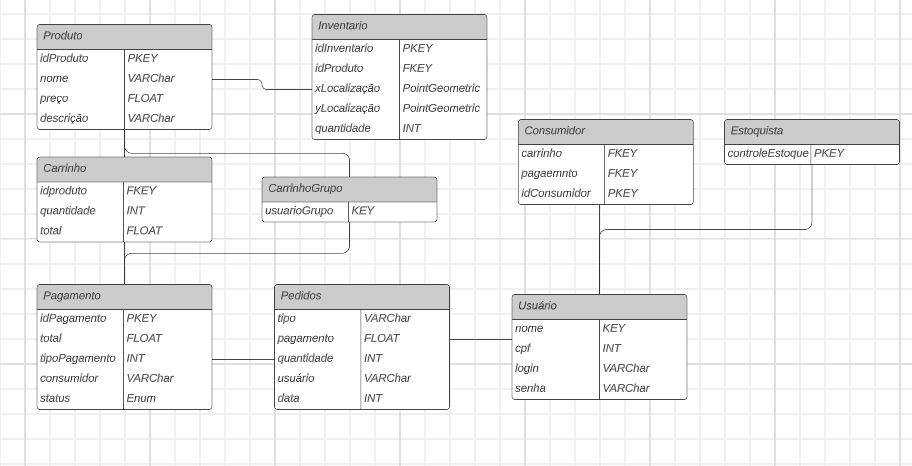 Produto
idProduto PKEY
nome VARChar
preço FLOAT
descrição VARChar
Inventario
idInventario PKEY
idProduto FKEY
xLocalização PointGeometric
yLocalização PointGeometric
quantidade INT
Consumidor
carrinho FKEY
pagaemnto FKEY
idConsumidor PKEY
Estoquista
controleEstoque PKEY
Carrinho
idproduto FKEY
quantidade INT
total FLOAT
CarrinhoGrupo
usuarioGrupo KEY
Pagamento
idPagamento PKEY
total FLOAT
tipoPagamento INT
consumidor VARChar
status Enum
Pedidos
tipo VARChar
pagamento FLOAT
quantidade INT
usuário VARChar
data INT
Usuário
nome KEY
cpf INT
login VARChar
senha VARChar